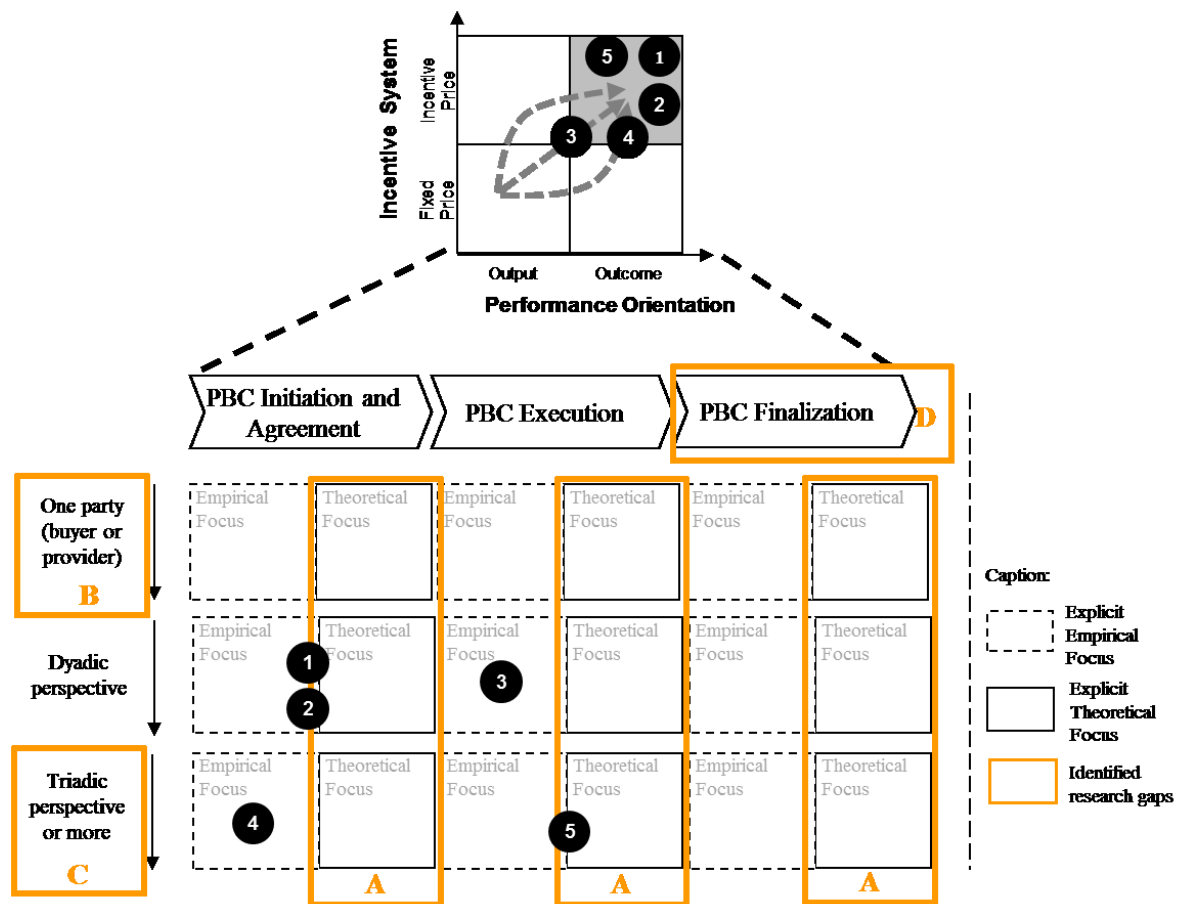 Incentive System
Incentive
Price
Fixed
Price
5
1
2
3
4
Output
Outcome
Performance Orientation
PBC Initiation and
Agreement
PBC Execution
PBC Finalization
D
One party
(buyer or
provider)
B
Empirical
Focus
Theoretical
Focus
Empirical
Focus
Theoretical
Focus
Empirical
Focus
Theoretical
Focus
Dyadic
perspective
Empirical
Focus
Theoretical
Focus
Empirical
Focus
Theoretical
Focus
Empirical
Focus
Theoretical
Focus
1
2
3
Triadic
perspective
or more
C
Empirical
Focus
Theoretical
Focus
Empirical
Focus
Theoretical
Focus
Empirical
Focus
Theoretical
Focus
4
5
A
A
A
Caption:
Explicit
Empirical
Focus
Explicit
Theoretical
Focus
Identified
research gaps